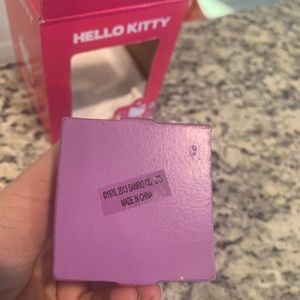 HELLO KITTY
©1976, 2013 SANRIO CO., LTD.
MADE IN CHINA